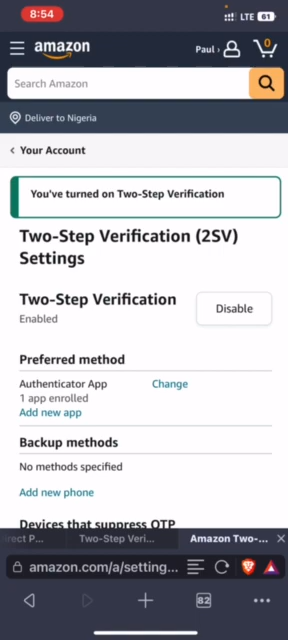 8:54
LTE 61
amazon
Paul ›
0
Search Amazon
Deliver to Nigeria
‹ Your Account
You've turned on Two-Step Verification
Two-Step Verification (2SV)
Settings
Two-Step Verification
Disable
Enabled
Preferred method
Authenticator App
Change
1 app enrolled
Add new app
Backup methods
No methods specified
Add new phone
Devices that suppress OTP
irect P...
Two-Step Veri...
Amazon Two-...
amazon.com/a/setting...
82